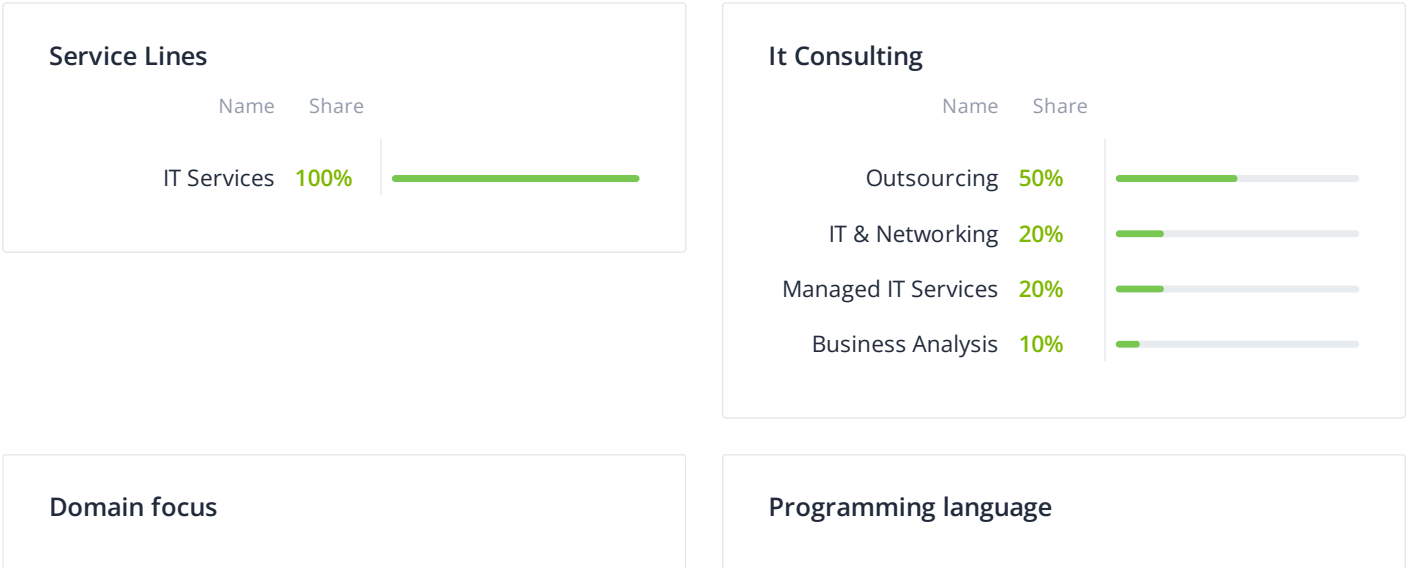 Service Lines
Name Share
IT Services 100%
It Consulting
Name Share
Outsourcing 50%
IT & Networking 20%
Managed IT Services 20%
Business Analysis 10%
Domain focus
Programming language